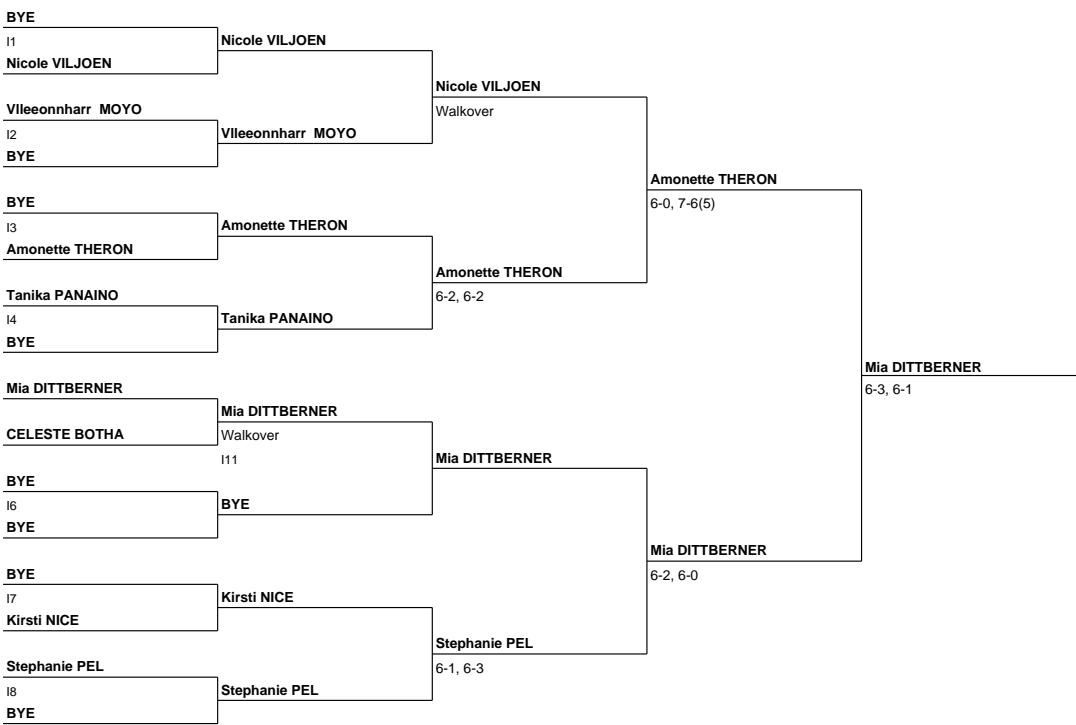 BYE
I1
Nicole VILJOEN
Vlleeonnharr  MOYO
I2
BYE
BYE
I3
Amonette THERON
Tanika PANAINO
I4
BYE
Mia DITTBERNER
CELESTE BOTHA
BYE
I6
BYE
BYE
I7
Kirsti NICE
Stephanie PEL
I8
BYE
Nicole VILJOEN
Vlleeonnharr  MOYO
Amonette THERON
Tanika PANAINO
Mia DITTBERNER
Walkover
I11
BYE
Kirsti NICE
Stephanie PEL
Nicole VILJOEN
Walkover
Amonette THERON
6-2, 6-2
Mia DITTBERNER
Stephanie PEL
6-1, 6-3
Amonette THERON
6-0, 7-6(5)
Mia DITTBERNER
6-2, 6-0
Mia DITTBERNER
6-3, 6-1